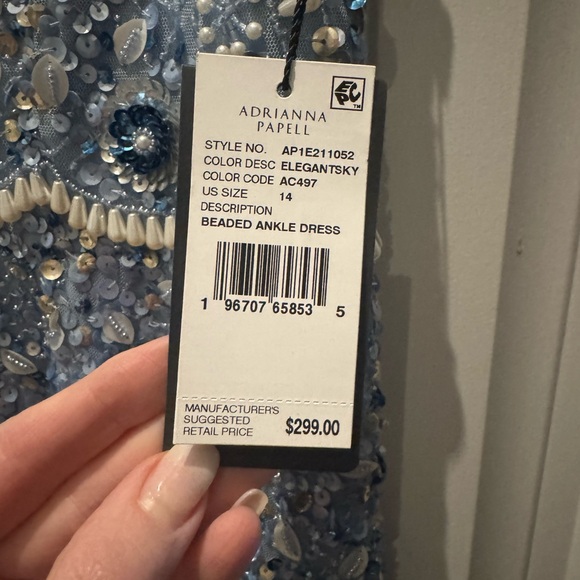 EPC™
ADRIANNA
PAPELL
STYLE NO. AP1E211052
COLOR DESC ELEGANTSKY
COLOR CODE AC497
US SIZE 14
DESCRIPTION
BEADED ANKLE DRESS
1 96707 65853 5
MANUFACTURER'S
SUGGESTED
RETAIL PRICE $299.00